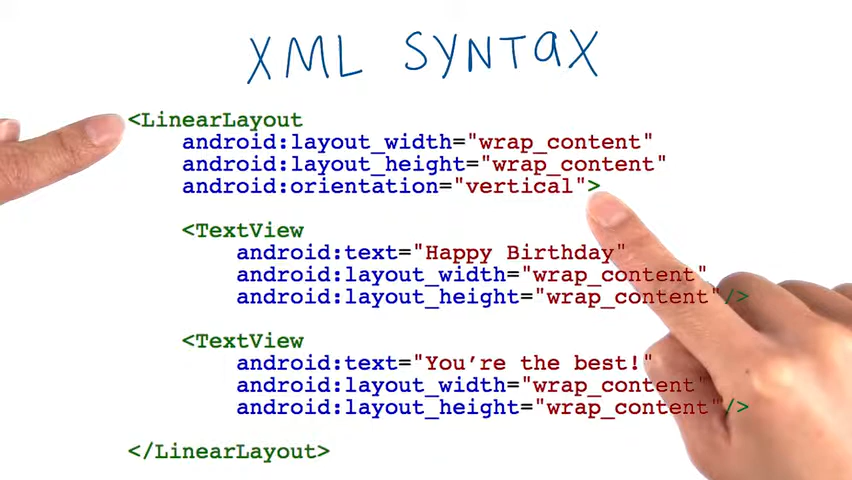 XML SYNTAX
<LinearLayout
android:layout_width="wrap_content"
android:layout_height="wrap_content"
android:orientation="vertical">
<TextView
android:text="Happy Birthday"
android:layout_width="wrap_content"
android:layout_height="wrap_content"/>
<TextView
android:text="You’re the best!"
android:layout_width="wrap_content"
android:layout_height="wrap_content"/>
</LinearLayout>